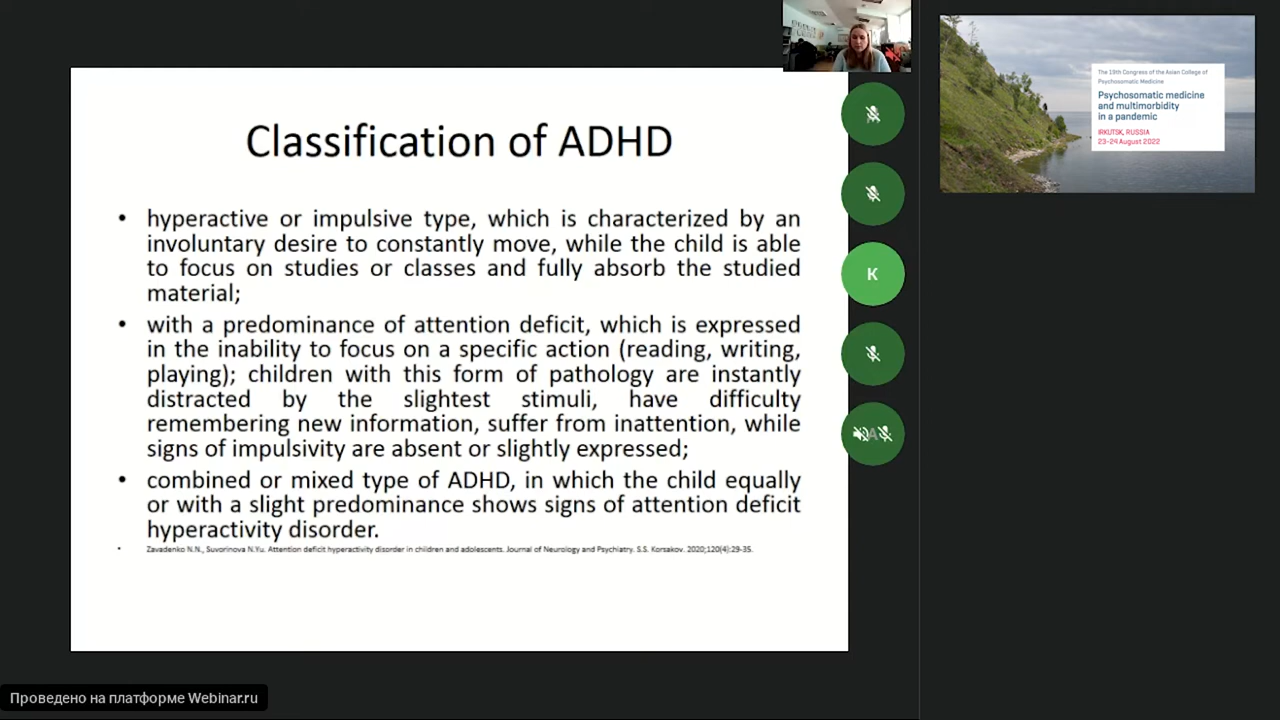 Classification of ADHD
• hyperactive or impulsive type, which is characterized by an
involuntary desire to constantly move, while the child is able
to focus on studies or classes and fully absorb the studied
material;
• with a predominance of attention deficit, which is expressed
in the inability to focus on a specific action (reading, writing,
playing); children with this form of pathology are instantly
distracted by the slightest stimuli, have difficulty
remembering new information, suffer from inattention, while
signs of impulsivity are absent or slightly expressed;
• combined or mixed type of ADHD, in which the child equally
or with a slight predominance shows signs of attention deficit
hyperactivity disorder.
• Zavadenko N.N., Suvorinova N.Yu. Attention deficit hyperactivity disorder in children and adolescents. Journal of Neurology and Psychiatry. S.S. Korsakov. 2020;120(4):29-35.
K
A
The 19th Congress of the Asian College of
Psychosomatic Medicine
Psychosomatic medicine
and multimorbidity
in a pandemic
IRKUTSK, RUSSIA
23-24 August 2022
Проведено на платформе Webinar.ru